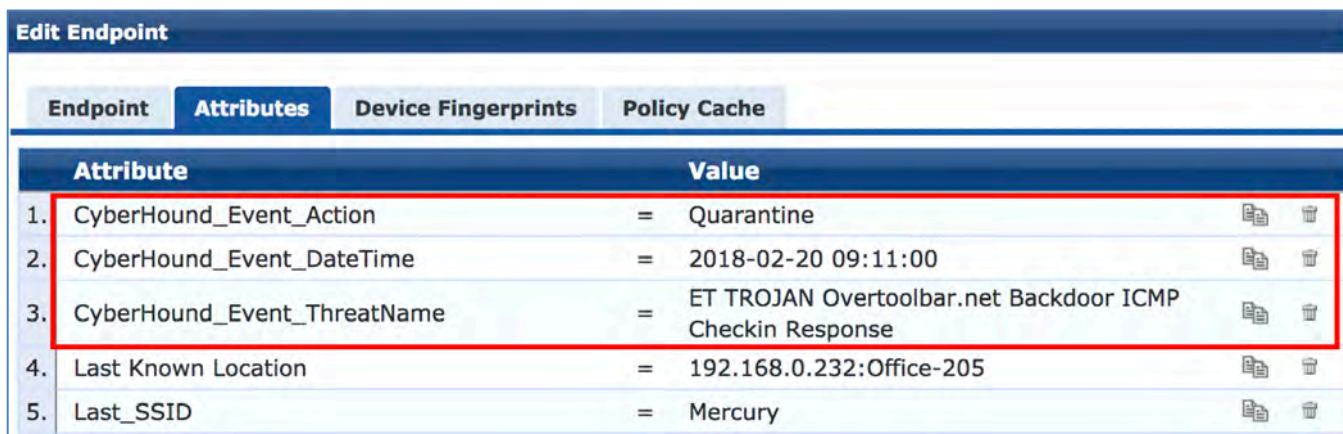 Edit Endpoint
Endpoint Attributes Device Fingerprints Policy Cache
Attribute Value
1. CyberHound_Event_Action = Quarantine
2. CyberHound_Event_DateTime = 2018-02-20 09:11:00
3. CyberHound_Event_ThreatName = ET TROJAN Overtoolbar.net Backdoor ICMP
Checkin Response
4. Last Known Location = 192.168.0.232:Office-205
5. Last_SSID = Mercury